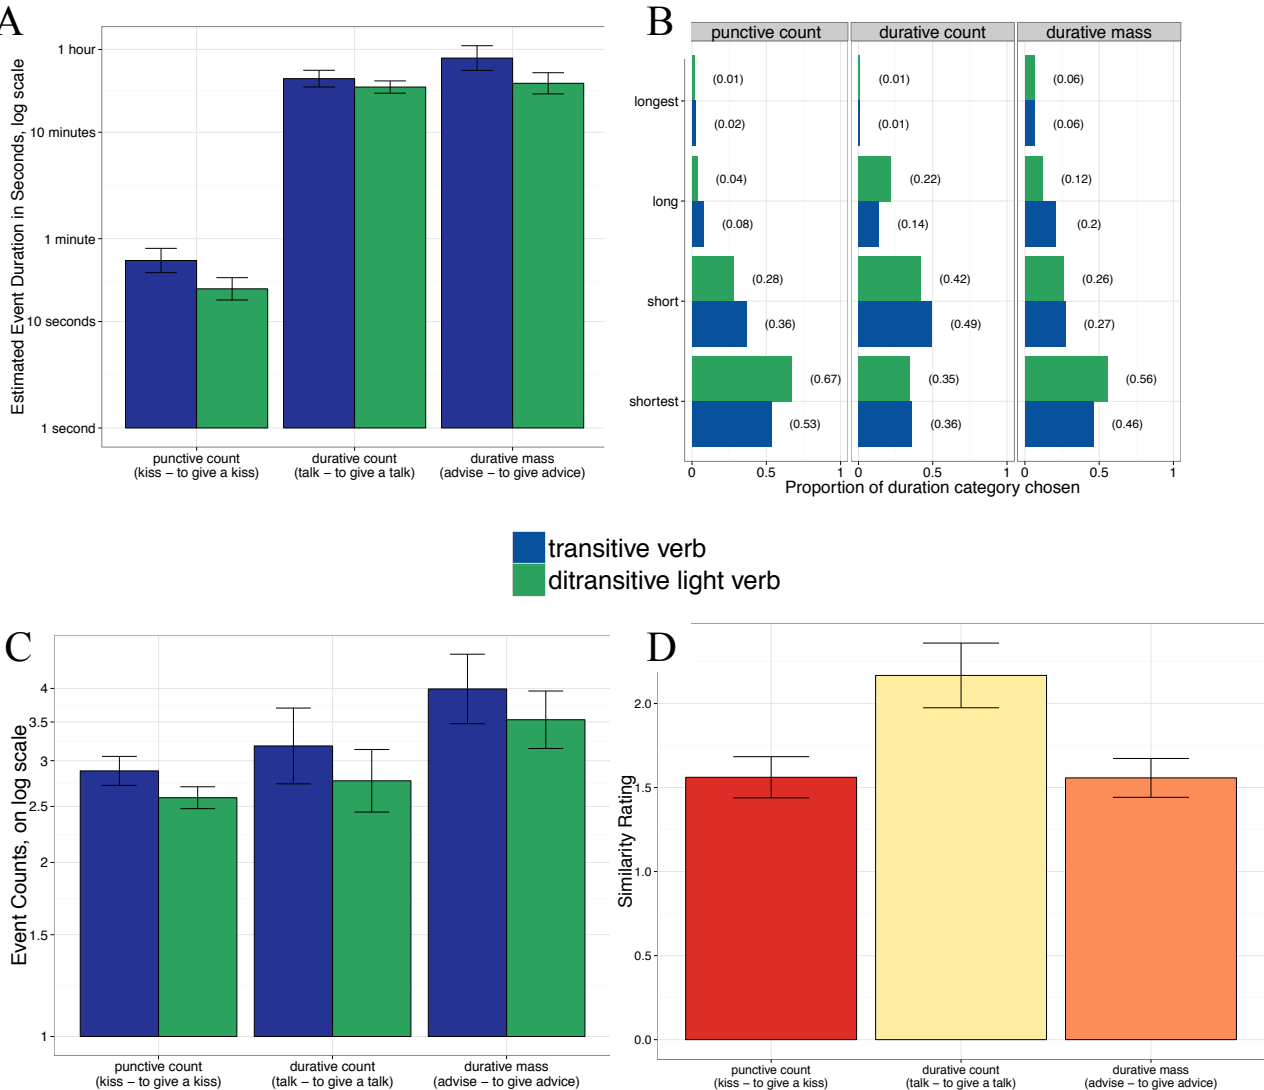 A
Estimated Event Duration in Seconds, log scale
1 hour
10 minutes
1 minute
10 seconds
1 second
punctive count
(kiss − to give a kiss)
durative count
(talk − to give a talk)
durative mass
(advise − to give advice)
B
punctive count
durative count
durative mass
longest
(0.01)
(0.01)
(0.06)
(0.02)
(0.01)
(0.06)
long
(0.04)
(0.22)
(0.12)
(0.08)
(0.14)
(0.2)
short
(0.28)
(0.42)
(0.26)
(0.36)
(0.49)
(0.27)
shortest
(0.67)
(0.35)
(0.56)
(0.53)
(0.36)
(0.46)
0 0.5 1 0 0.5 1 0 0.5 1
Proportion of duration category chosen
transitive verb
ditransitive light verb
C
Event Counts, on log scale
4
3.5
3
2.5
2
1.5
1
punctive count
(kiss − to give a kiss)
durative count
(talk − to give a talk)
durative mass
(advise − to give advice)
D
Similarity Rating
2.0
1.5
1.0
0.5
0.0
punctive count
(kiss − to give a kiss)
durative count
(talk − to give a talk)
durative mass
(advise − to give advice)